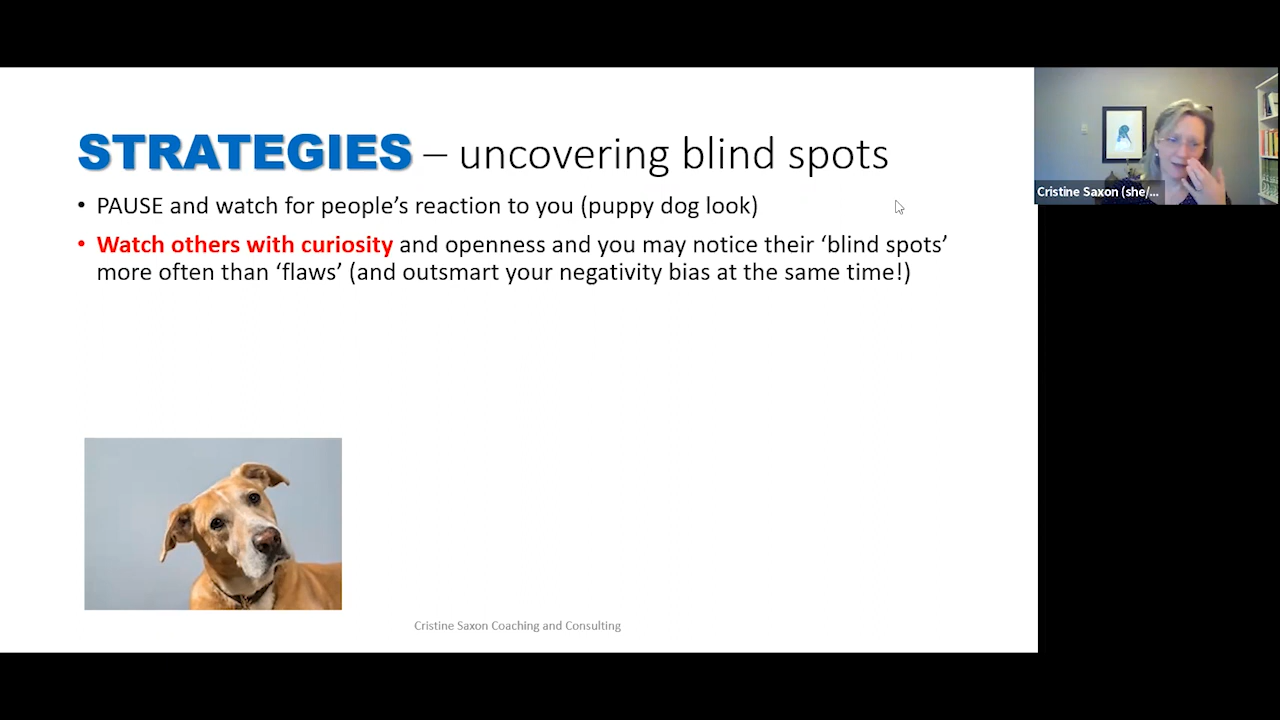 STRATEGIES – uncovering blind spots
• PAUSE and watch for people’s reaction to you (puppy dog look)
• Watch others with curiosity and openness and you may notice their ‘blind spots’
more often than ‘flaws’ (and outsmart your negativity bias at the same time!)
Cristine Saxon Coaching and Consulting
Cristine Saxon (she/...